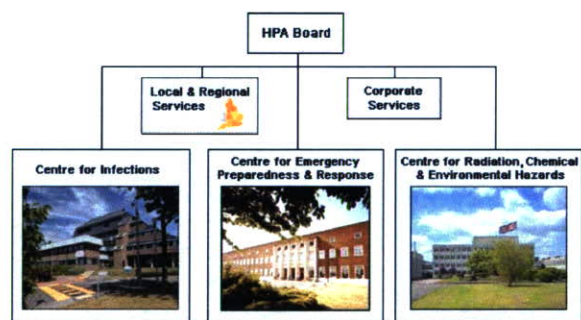 HPA Board
Local & Regional
Services
Corporate
Services
Centre for Infections
Centre for Emergency
Preparedness & Response
Centre for Radiation, Chemical
& Environmental Hazards